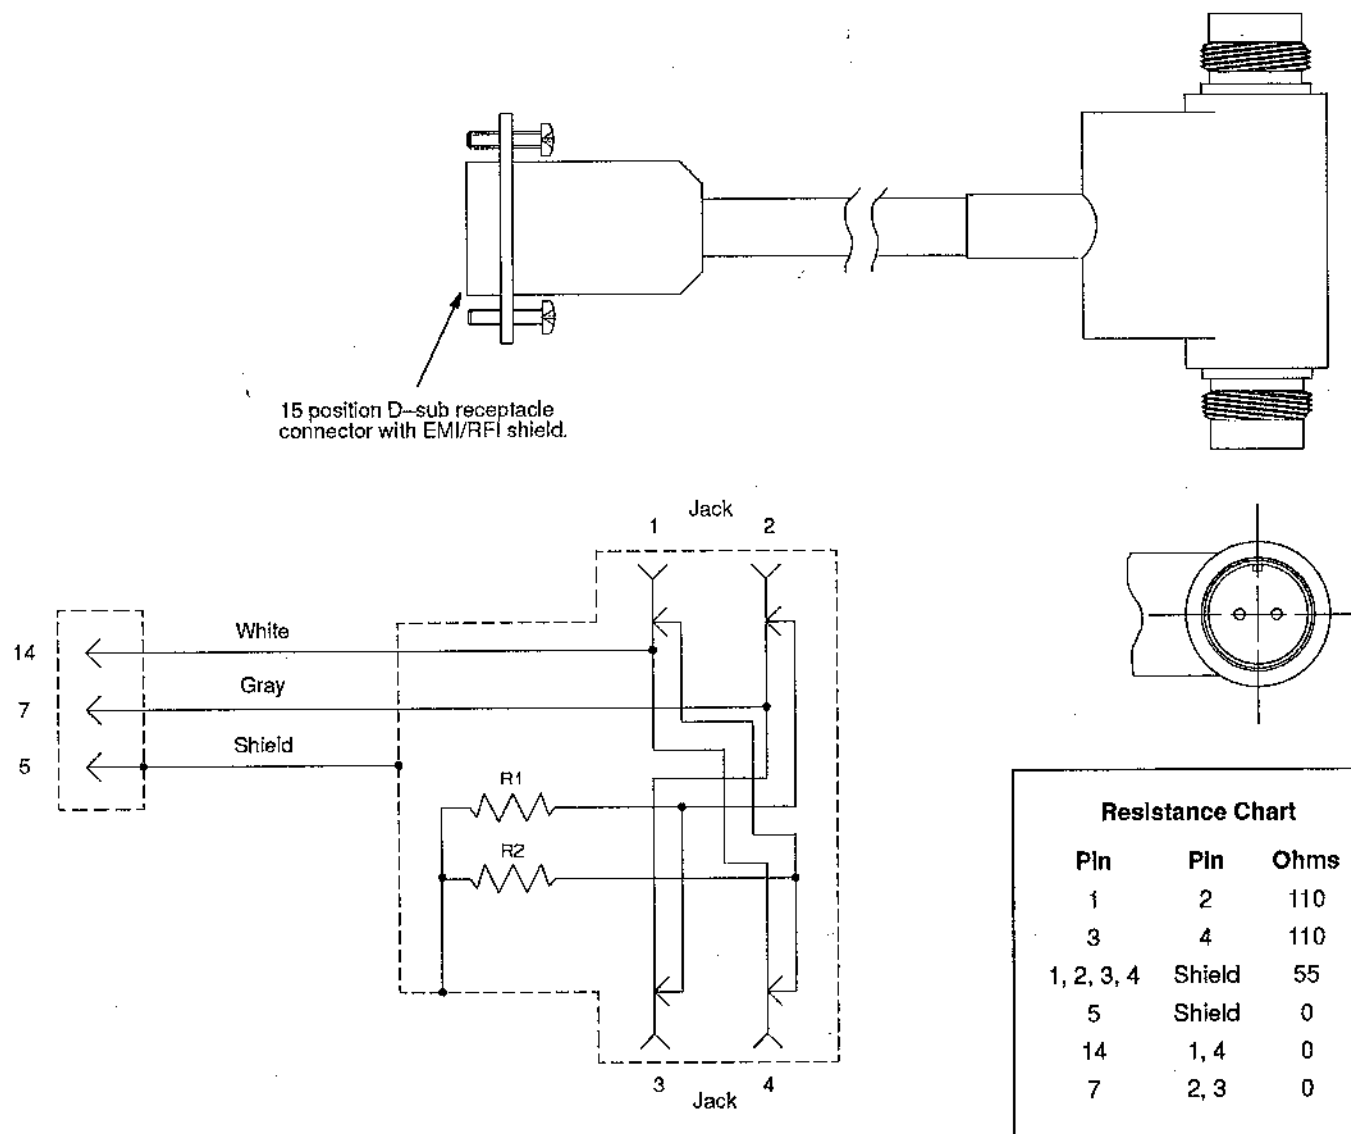 15 position D–sub receptacle
connector with EMI/RFI shield.
Jack
1 2
White
14
Gray
7
Shield
5
R1
R2
3 4
Jack
Resistance Chart
Pin Pin Ohms
1 2 110
3 4 110
1, 2, 3, 4 Shield 55
5 Shield 0
14 1, 4 0
7 2, 3 0